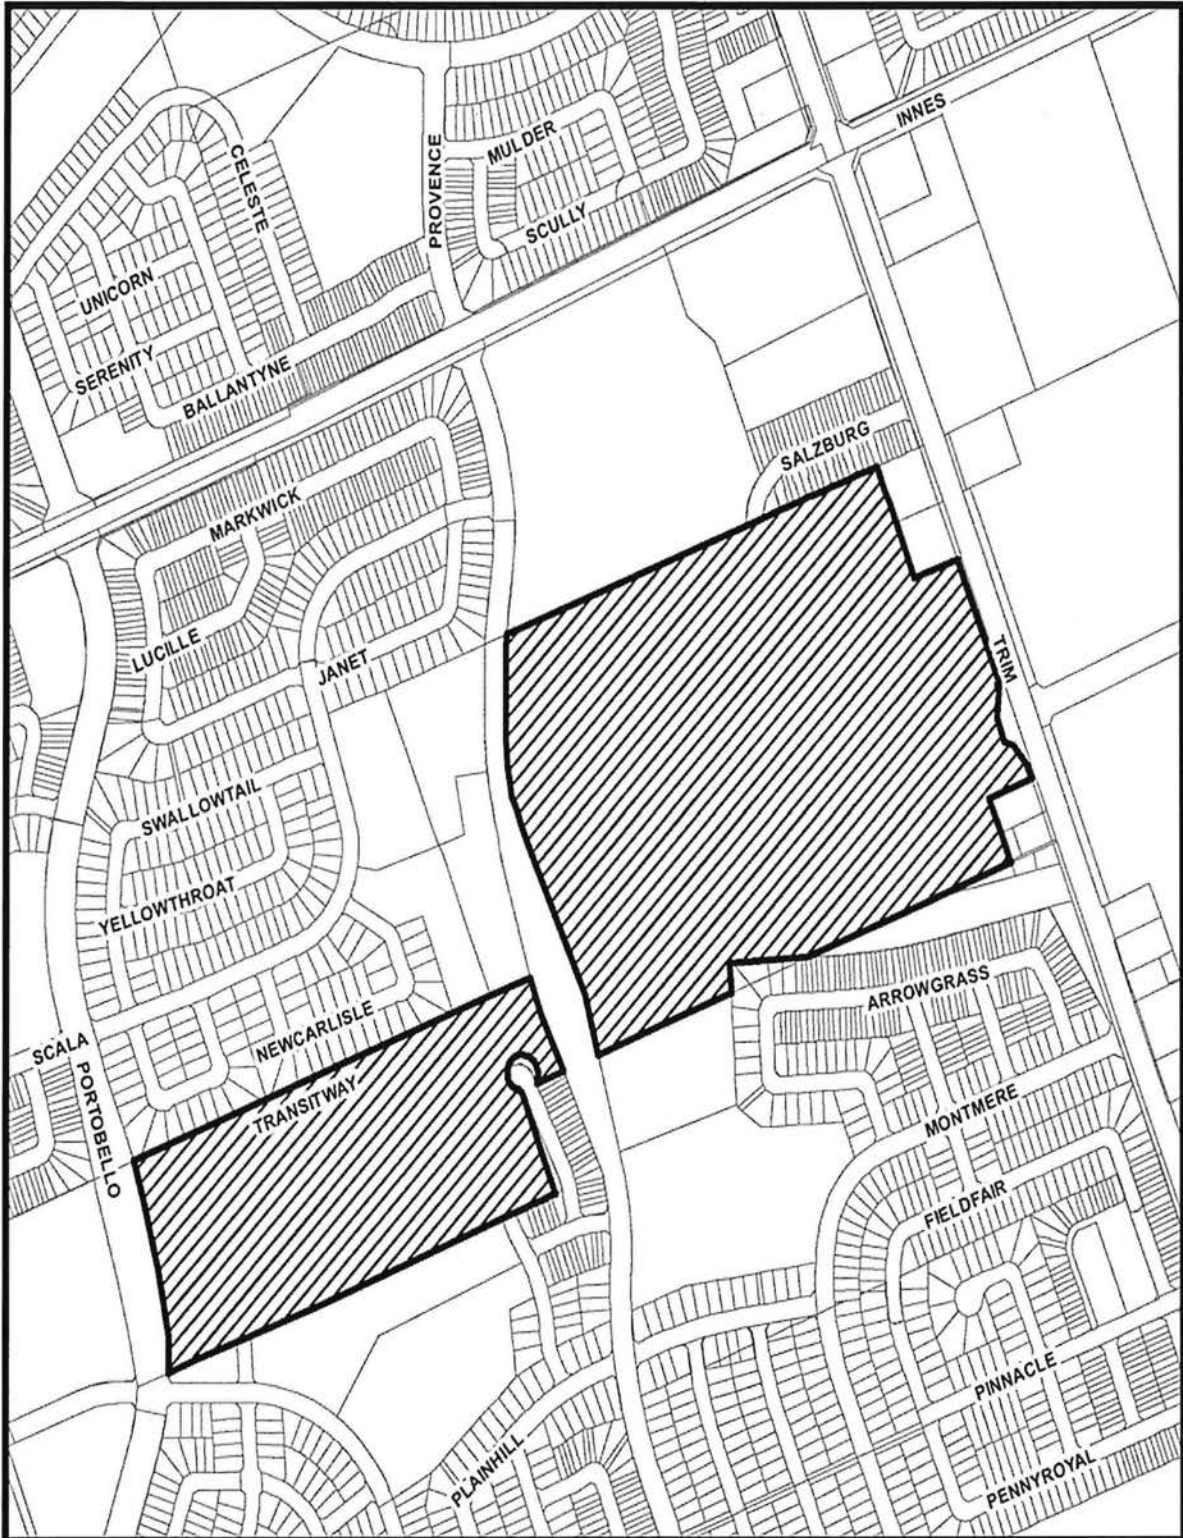 INNES
MULDER
CELESTE
PROVENCE
SCULLY
UNICORN
SERENITY
BALLANTYNE
SALZBURG
MARKWICK
LUCILLE
JANET
TRIM
SWALLOWTAIL
YELLOWTHROAT
ARROWGRASS
NEWCARLISLE
SCALA
PORTOBELLO
TRANSITWAY
MONTMERE
FIELDFAIR
PINNACLE
PLAINHILL
PENNYROYAL